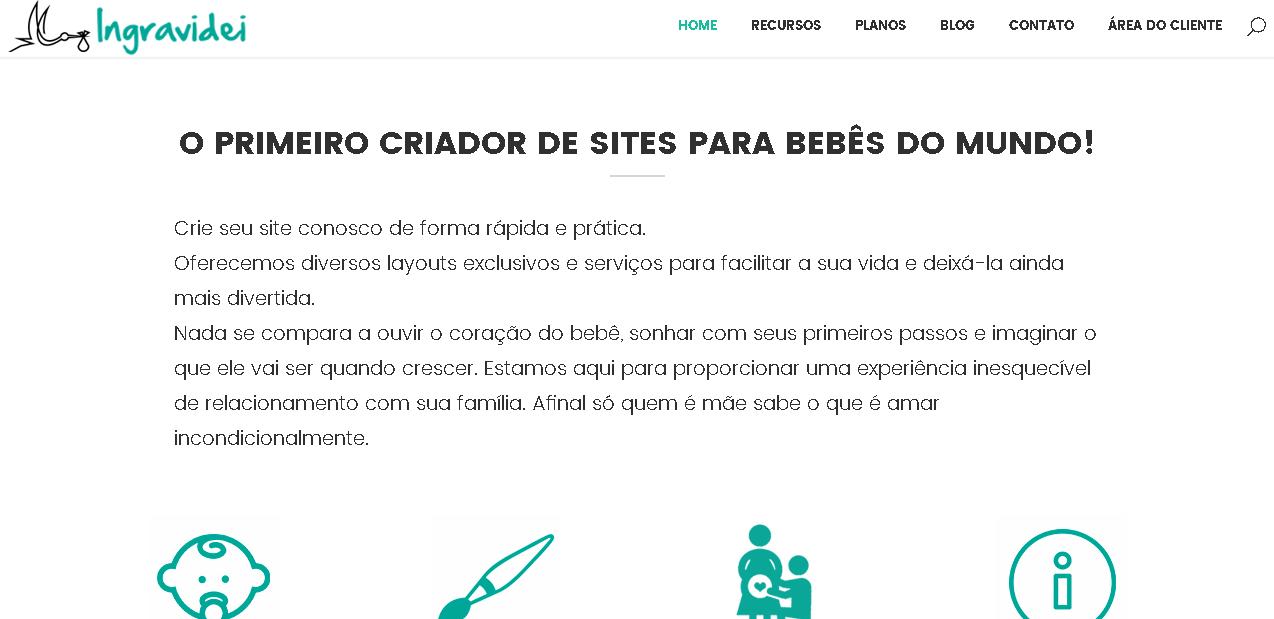 Ingravidei
HOME RECURSOS PLANOS BLOG CONTATO ÁREA DO CLIENTE
O PRIMEIRO CRIADOR DE SITES PARA BEBÊS DO MUNDO!
Crie seu site conosco de forma rápida e prática.
Oferecemos diversos layouts exclusivos e serviços para facilitar a sua vida e deixá-la ainda
mais divertida.
Nada se compara a ouvir o coração do bebê, sonhar com seus primeiros passos e imaginar o
que ele vai ser quando crescer. Estamos aqui para proporcionar uma experiência inesquecível
de relacionamento com sua família. Afinal só quem é mãe sabe o que é amar
incondicionalmente.